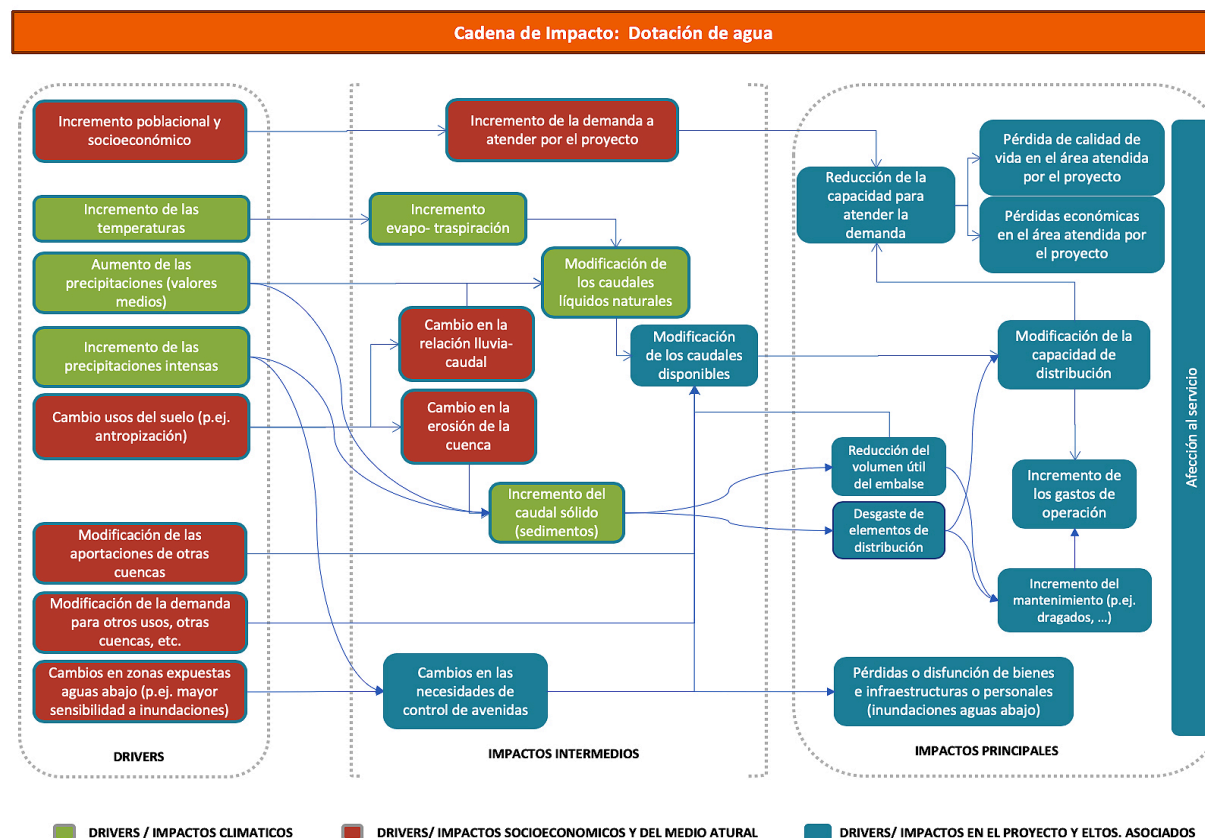 Cadena de Impacto: Dotación de agua
Incremento poblacional y
socioeconómico
Incremento de las
temperaturas
Aumento de las
precipitaciones (valores
medios)
Incremento de las
precipitaciones intensas
Cambio usos del suelo (p.ej.
antropización)
Modificación de las
aportaciones de otras
cuencas
Modificación de la demanda
para otros usos, otras
cuencas, etc.
Cambios en zonas expuestas
aguas abajo (p.ej. mayor
sensibilidad a inundaciones)
DRIVERS
Incremento de la demanda a
atender por el proyecto
Incremento
evapo- traspiración
Modificación de
los caudales
líquidos naturales
Cambio en la
relación lluvia-
caudal
Modificación
de los caudales
disponibles
Cambio en la
erosión de la
cuenca
Incremento del
caudal sólido
(sedimentos)
Cambios en las
necesidades de
control de avenidas
IMPACTOS INTERMEDIOS
Reducción de la
capacidad para
atender la
demanda
Pérdida de calidad de
vida en el área atendida
por el proyecto
Pérdidas económicas
en el área atendida por
el proyecto
Modificación de la
capacidad de
distribución
Reducción del
volumen útil
del embalse
Desgaste de
elementos de
distribución
Incremento de
los gastos de
operación
Incremento del
mantenimiento (p.ej.
dragados, ...)
Pérdidas o disfunción de bienes
e infraestructuras o personales
(inundaciones aguas abajo)
IMPACTOS PRINCIPALES
Afección al servicio
DRIVERS/ IMPACTOS CLIMATICOS
DRIVERS/ IMPACTOS SOCIOECONOMICOS Y DEL MEDIO ATURAL
DRIVERS/ IMPACTOS EN EL PROYECTO Y ELTOS. ASOCIADOS